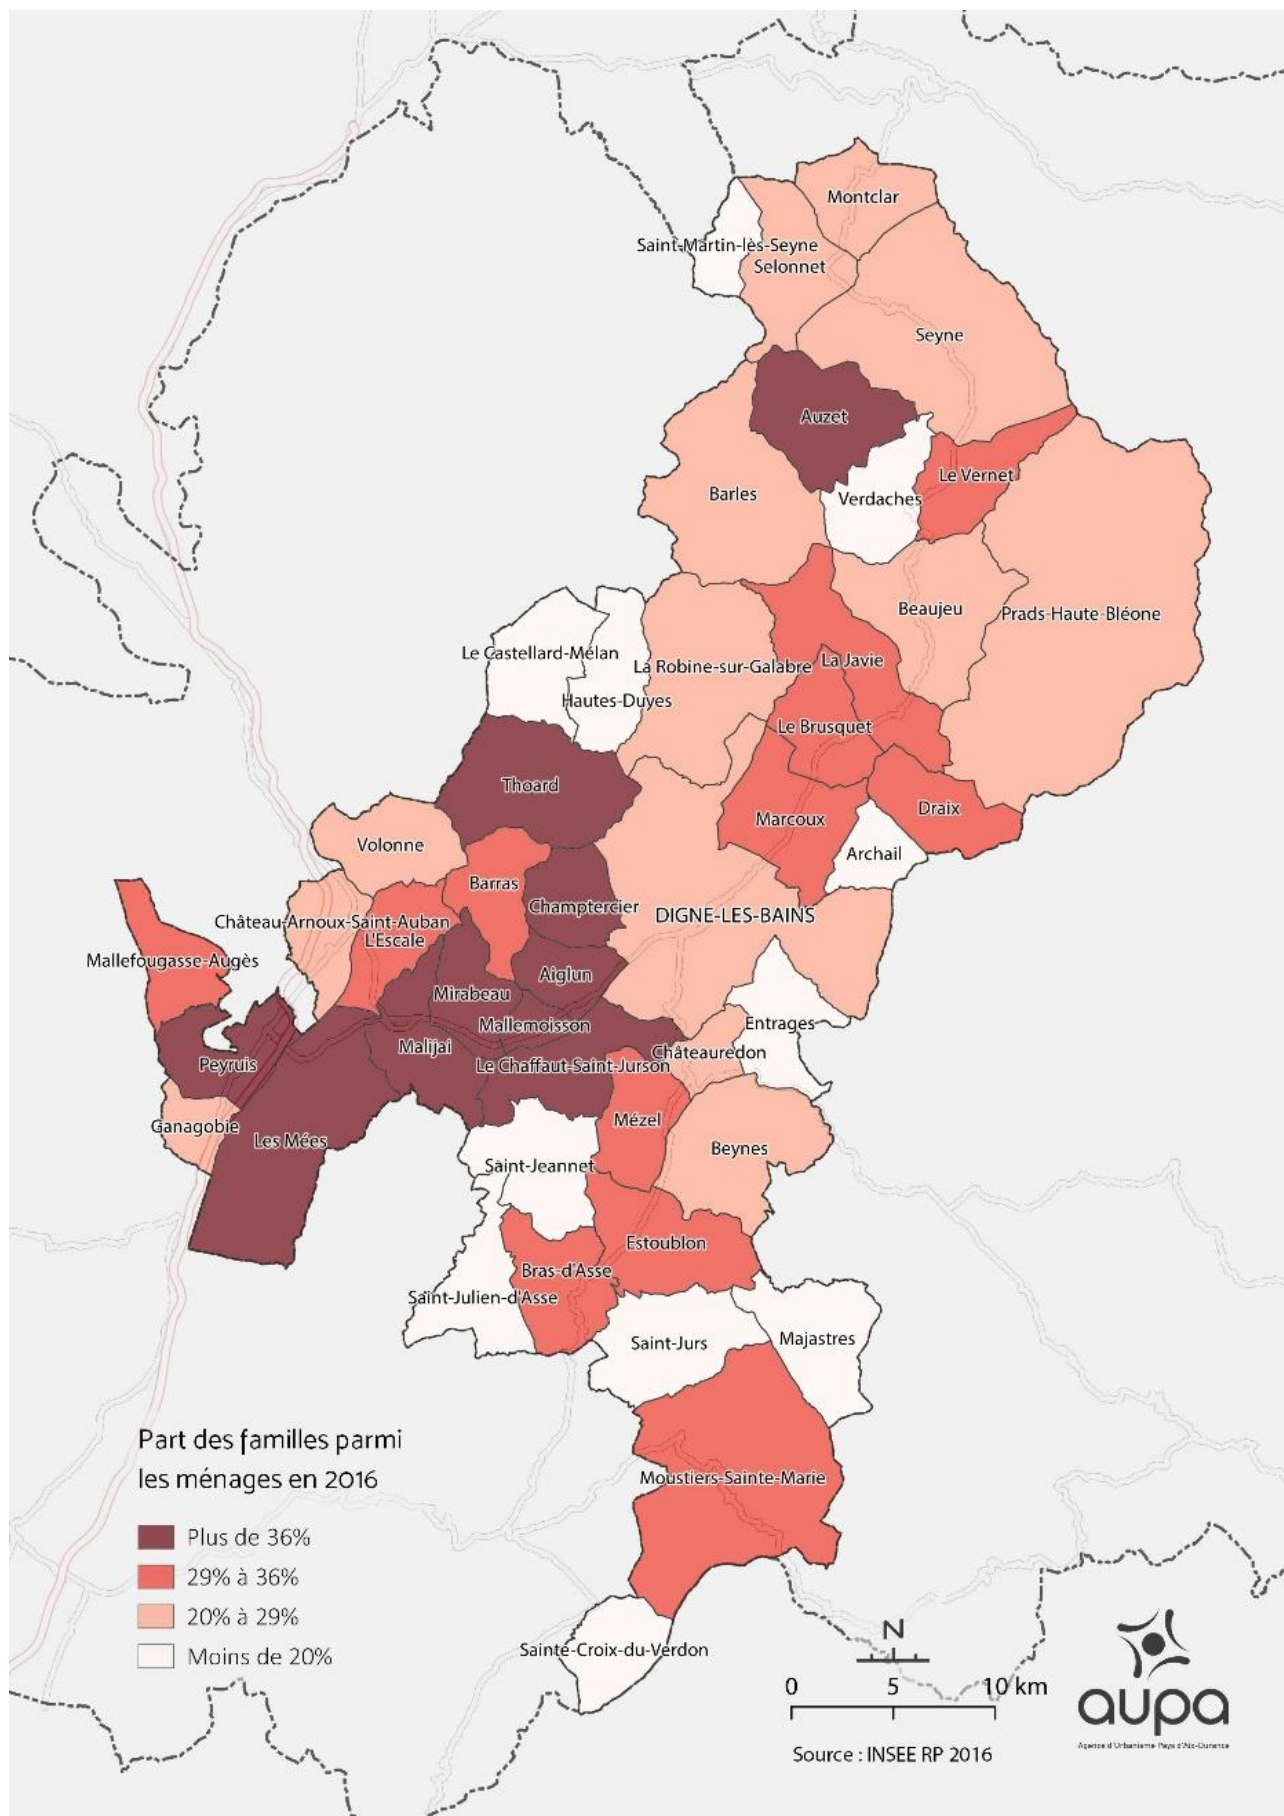 Montclar
Saint-Martin-lès-Seyne
Selonnet
Seyne
Auzet
Le Vernet
Barles
Verdaches
Beaujeu
Prads-Haute-Bléone
Le Castellard-Mélan
La Robine-sur-Galabre
La Javie
Hautes-Duyes
Le Brusquet
Thoard
Draix
Marcoux
Volonne
Archail
Barras
Champtercier
DIGNE-LES-BAINS
Château-Arnoux-Saint-Auban
L'Escale
Mallefougasse-Augès
Aiglun
Mirabeau
Mallemoisson
Entrages
Malijai
Châteauredon
Peyruis
Le Chaffaut-Saint-Jurson
Mézel
Ganagobie
Les Mées
Beynes
Saint-Jeannet
Estoublon
Bras-d'Asse
Saint-Julien-d'Asse
Saint-Jurs
Majastres
Moustiers-Sainte-Marie
Sainte-Croix-du-Verdon
Part des familles parmi
les ménages en 2016
Plus de 36%
29% à 36%
20% à 29%
Moins de 20%
N
0 5 10 km
Source : INSEE RP 2016
aupa
Agence d'Urbanisme Pays d'Aix-Durance